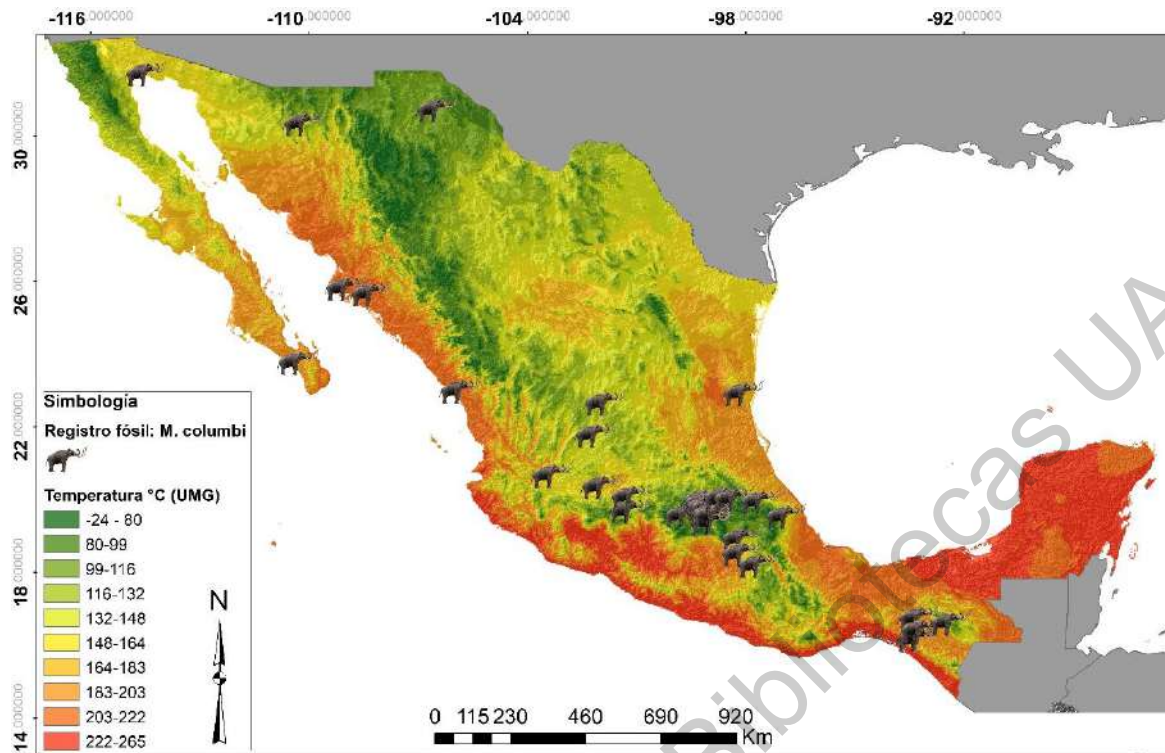 -116.000000 -110.000000 -104.000000 -98.000000 -92.000000
30.000000
26.000000
22.000000
18.000000
14.000000
Simbología
Registro fósil: M. columbi
Temperatura °C (UMG)
-24 - 80
80-99
99-116
116-132
132-148
148-164
164-183
183-203
203-222
222-265
N
0 115 230 460 690 920
Km
Bibliotecas UA